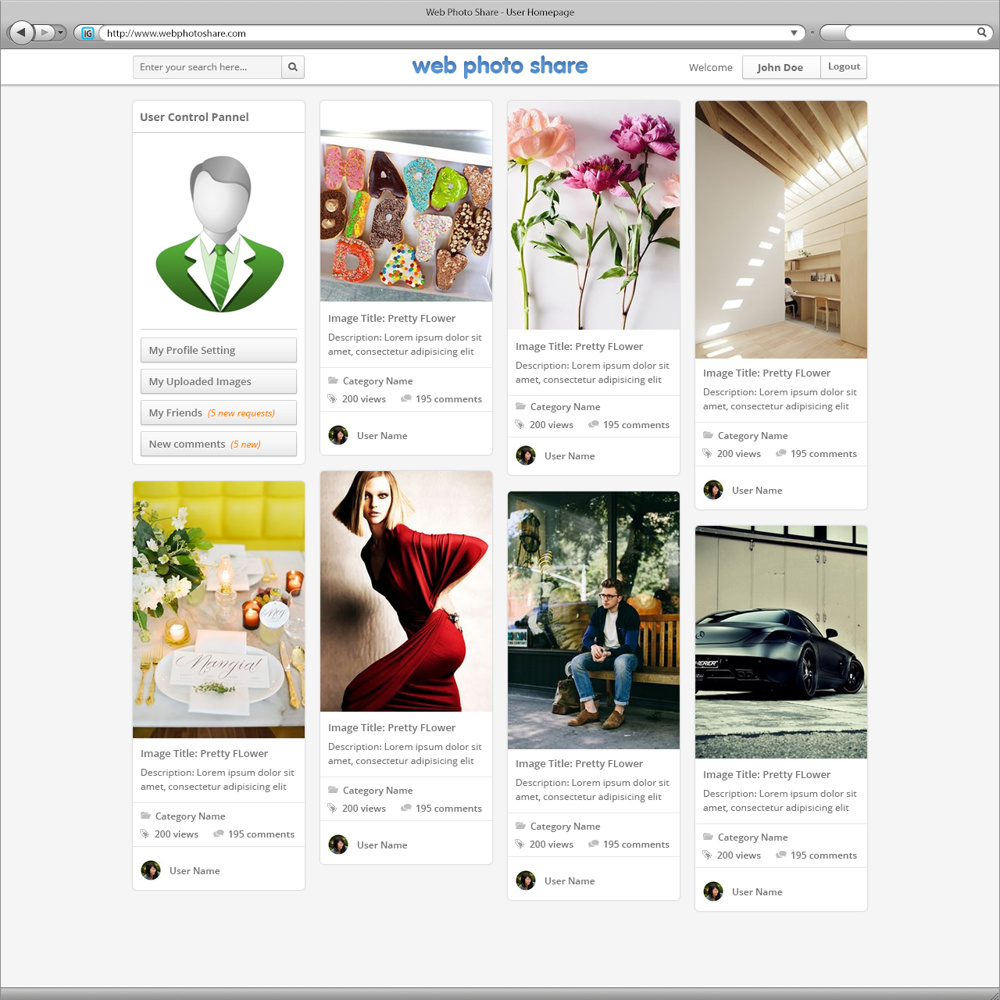 Web Photo Share - User Homepage
IG
http://www.webphotoshare.com
Enter your search here...
web photo share
Welcome
John Doe
Logout
User Control Pannel
My Profile Setting
My Uploaded Images
My Friends (5 new requests)
New comments (5 new)
HAPPY
BIRTH
DAY
Image Title: Pretty FLower
Description: Lorem ipsum dolor sit
amet, consectetur adipisicing elit
Category Name
200 views
195 comments
User Name
Image Title: Pretty FLower
Description: Lorem ipsum dolor sit
amet, consectetur adipisicing elit
Category Name
200 views
195 comments
User Name
Image Title: Pretty FLower
Description: Lorem ipsum dolor sit
amet, consectetur adipisicing elit
Category Name
200 views
195 comments
User Name
Mangia!
Image Title: Pretty FLower
Description: Lorem ipsum dolor sit
amet, consectetur adipisicing elit
Category Name
200 views
195 comments
User Name
Image Title: Pretty FLower
Description: Lorem ipsum dolor sit
amet, consectetur adipisicing elit
Category Name
200 views
195 comments
User Name
Image Title: Pretty FLower
Description: Lorem ipsum dolor sit
amet, consectetur adipisicing elit
Category Name
200 views
195 comments
User Name
Image Title: Pretty FLower
Description: Lorem ipsum dolor sit
amet, consectetur adipisicing elit
Category Name
200 views
195 comments
User Name